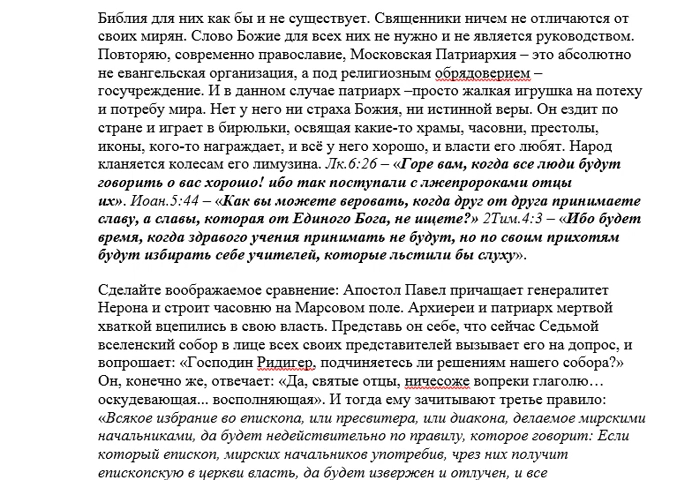 Библия для них как бы и не существует. Священники ничем не отличаются от
своих мирян. Слово Божие для всех них не нужно и не является руководством.
Повторяю, современно православие, Московская Патриархия – это абсолютно
не евангельская организация, а под религиозным обрядоверием –
госучреждение. И в данном случае патриарх –просто жалкая игрушка на потеху
и потребу мира. Нет у него ни страха Божия, ни истинной веры. Он ездит по
стране и играет в бирюльки, освящая какие-то храмы, часовни, престолы,
иконы, кого-то награждает, и всё у него хорошо, и власти его любят. Народ
кланяется колесам его лимузина. Лк.6:26 – «Горе вам, когда все люди будут
говорить о вас хорошо! ибо так поступали с лжепророками отцы
их». Иоан.5:44 – «Как вы можете веровать, когда друг от друга принимаете
славу, а славы, которая от Единого Бога, не ищете?» 2Тим.4:3 – «Ибо будет
время, когда здравого учения принимать не будут, но по своим прихотям
будут избирать себе учителей, которые льстили бы слуху».
Сделайте воображаемое сравнение: Апостол Павел причащает генералитет
Нерона и строит часовню на Марсовом поле. Архиереи и патриарх мертвой
хваткой вцепились в свою власть. Представь он себе, что сейчас Седьмой
вселенский собор в лице всех своих представителей вызывает его на допрос, и
вопрошает: «Господин Ридигер, подчиняетесь ли решениям нашего собора?»
Он, конечно же, отвечает: «Да, святые отцы, ничесоже вопреки глаголю…
оскудевающая... восполняющая». И тогда ему зачитывают третье правило:
«Всякое избрание во епископа, или пресвитера, или диакона, делаемое мирскими
начальниками, да будет недействительно по правилу, которое говорит: Если
который епископ, мирских начальников употребив, чрез них получит
епископскую в церкви власть, да будет извержен и отлучен, и все